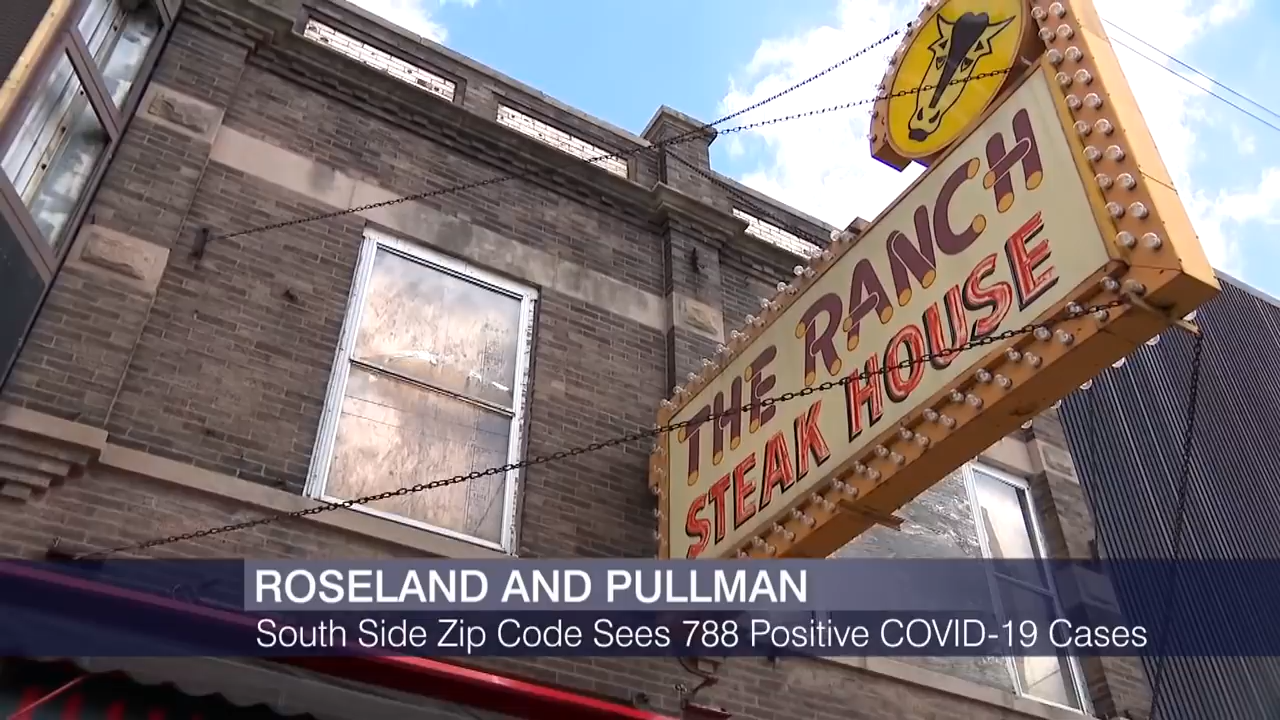 THE RANCH
STEAK HOUSE
ROSELAND AND PULLMAN
South Side Zip Code Sees 788 Positive COVID-19 Cases